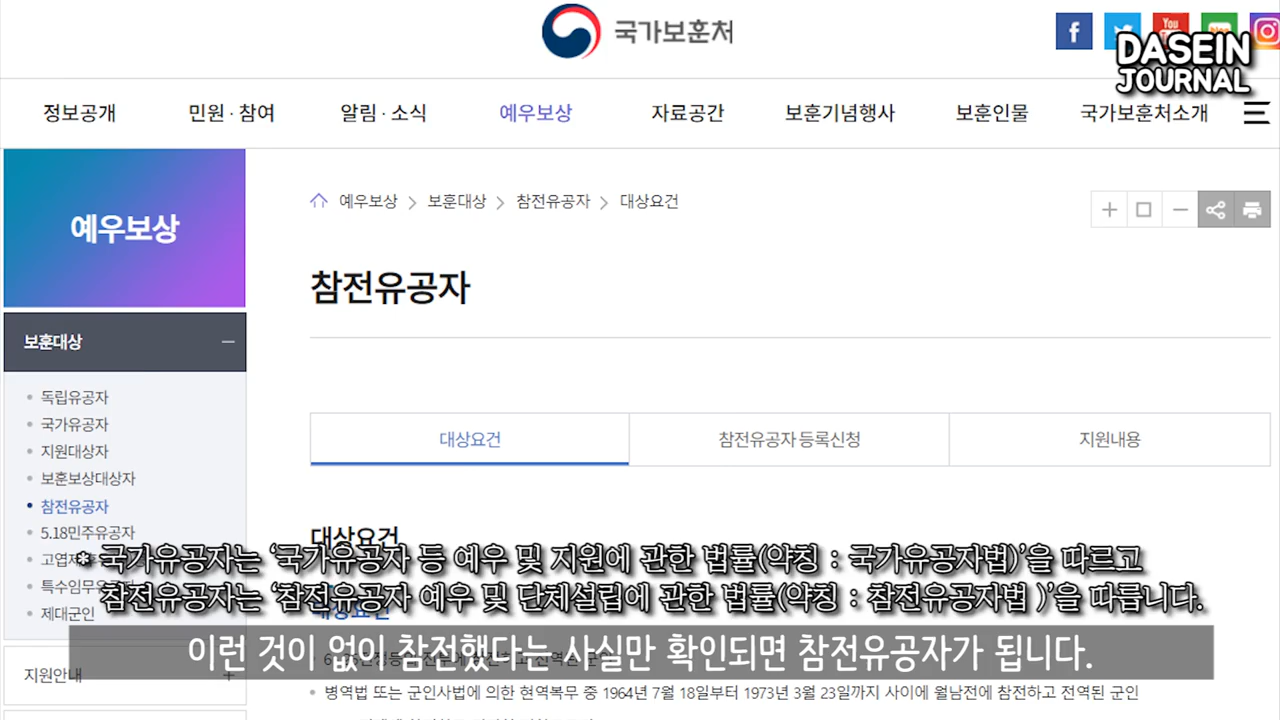 국가보훈처
DASEIN
JOURNAL
정보공개 민원 · 참여 알림 · 소식 예우보상 자료공간 보훈기념행사 보훈인물 국가보훈처소개
예우보상
예우보상 > 보훈대상 > 참전유공자 > 대상요건
참전유공자
보훈대상
독립유공자
국가유공자
지원대상자
보훈보상대상자
참전유공자
5.18민주유공자
특수임무유공자
제대군인
지원안내
대상요건 참전유공자 등록신청 지원내용
대상요건
※ 국가유공자는 ‘국가유공자 등 예우 및 지원에 관한 법률(약칭 : 국가유공자법)’을 따르고
참전유공자는 ‘참전유공자 예우 및 단체설립에 관한 법률(약칭 : 참전유공자법 )’을 따릅니다.
이런 것이 없이 참전했다는 사실만 확인되면 참전유공자가 됩니다.
병역법 또는 군인사법에 의한 현역복무 중 1964년 7월 18일부터 1973년 3월 23일까지 사이에 월남전에 참전하고 전역된 군인